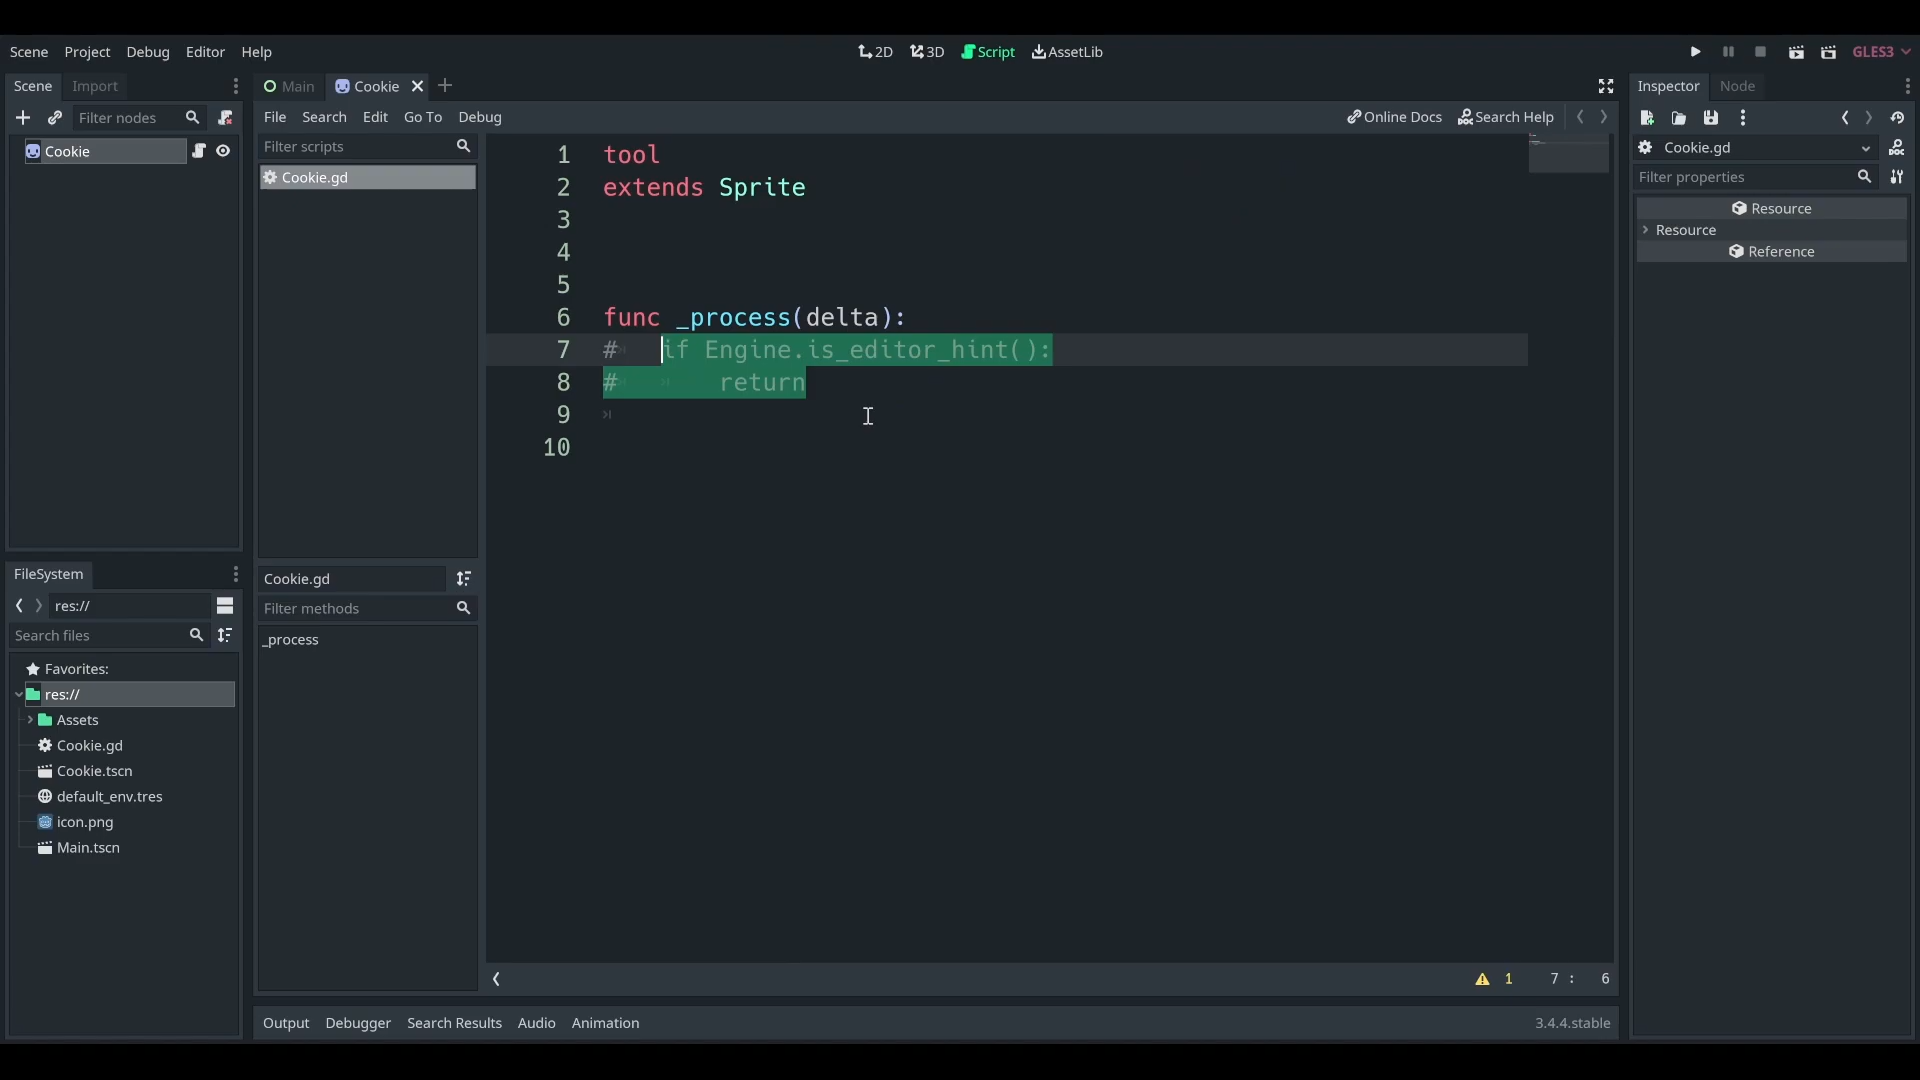 Scene Project Debug Editor Help
2D 3D Script AssetLib
GLES3
Scene Import
Filter nodes
Cookie
Main Cookie
File Search Edit Go To Debug
Online Docs Search Help
Filter scripts
Cookie.gd
1 tool
2 extends Sprite
3
4
5
6 func _process(delta):
7 # if Engine.is_editor_hint():
8 # return
9
10
Cookie.gd
Filter methods
_process
1 7 : 6
FileSystem
res://
Search files
Favorites:
res://
Assets
Cookie.gd
Cookie.tscn
default_env.tres
icon.png
Main.tscn
Output Debugger Search Results Audio Animation
3.4.4.stable
Inspector Node
Cookie.gd
Filter properties
Resource
Resource
Reference